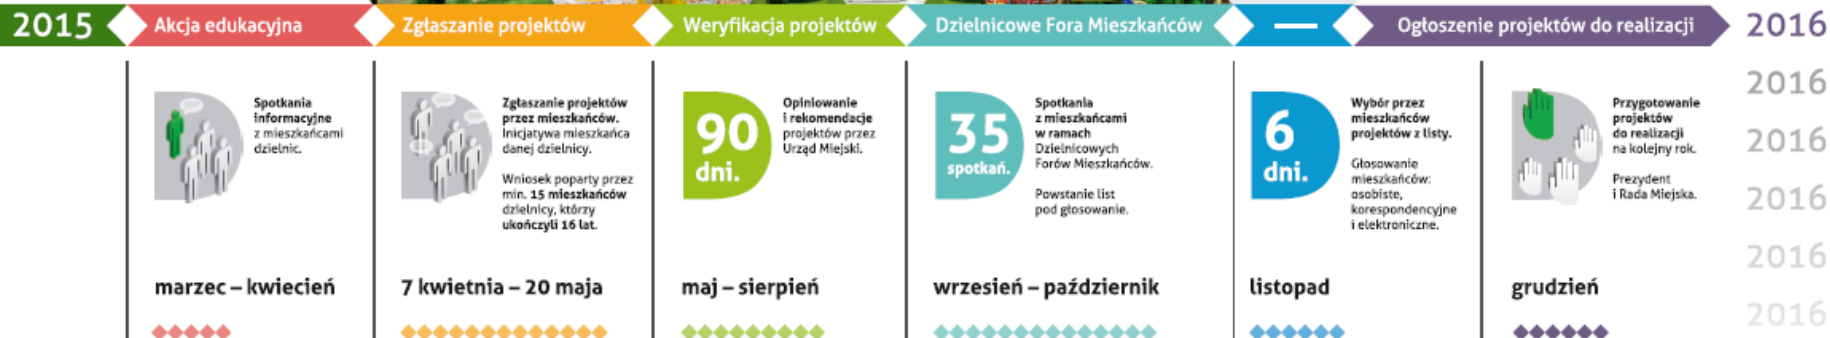 2015
Akcja edukacyjna
Zgłaszanie projektów
Weryfikacja projektów
Dzielnicowe Fora Mieszkańców
Ogłoszenie projektów do realizacji
2016
Spotkania
informacyjne
z mieszkańcami
dzielnic.
marzec – kwiecień
Zgłaszanie projektów
przez mieszkańców.
Inicjatywa mieszkańca
danej dzielnicy.
Wniosek poparty przez
min. 15 mieszkańców
dzielnicy, którzy
ukończyli 16 lat.
7 kwietnia – 20 maja
90
dni.
Opiniowanie
i rekomendacje
projektów przez
Urząd Miejski.
maj – sierpień
35
spotkań.
Spotkania
z mieszkańcami
w ramach
Dzielnicowych
Forów Mieszkańców.
Powstanie list
pod głosowanie.
wrzesień – październik
6
dni.
Wybór przez
mieszkańców
projektów z listy.
Głosowanie
mieszkańców:
osobiste,
korespondencyjne
i elektroniczne.
listopad
Przygotowanie
projektów
do realizacji
na kolejny rok.
Prezydent
i Rada Miejska.
grudzień
2016
2016
2016
2016
2016